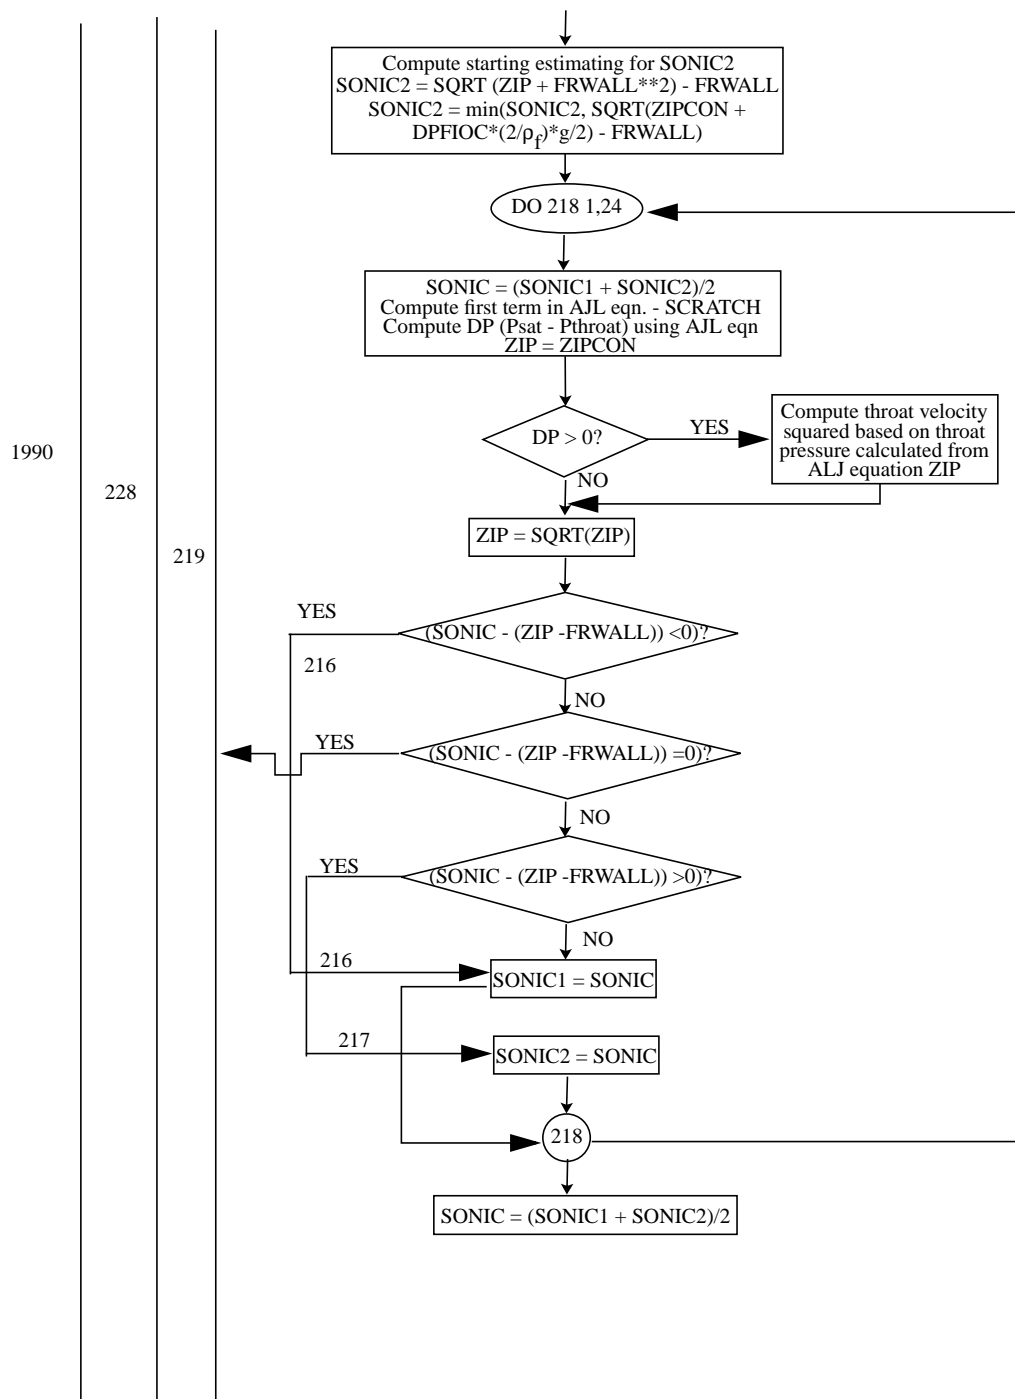 Compute starting estimating for SONIC2
SONIC2 = SQRT (ZIP + FRWALL**2) - FRWALL
SONIC2 = min(SONIC2, SQRT(ZIPCON +
DPFIOC*(2/ρf)*g/2) - FRWALL)
DO 218 1,24
SONIC = (SONIC1 + SONIC2)/2
Compute first term in AJL eqn. - SCRATCH
Compute DP (Psat - Pthroat) using AJL eqn
ZIP = ZIPCON
DP > 0?
YES
Compute throat velocity
squared based on throat
pressure calculated from
ALJ equation ZIP
NO
1990
228
219
ZIP = SQRT(ZIP)
YES
(SONIC - (ZIP -FRWALL)) <0)?
216
NO
YES
(SONIC - (ZIP -FRWALL)) =0)?
NO
YES
(SONIC - (ZIP -FRWALL)) >0)?
NO
216
SONIC1 = SONIC
217
SONIC2 = SONIC
218
SONIC = (SONIC1 + SONIC2)/2